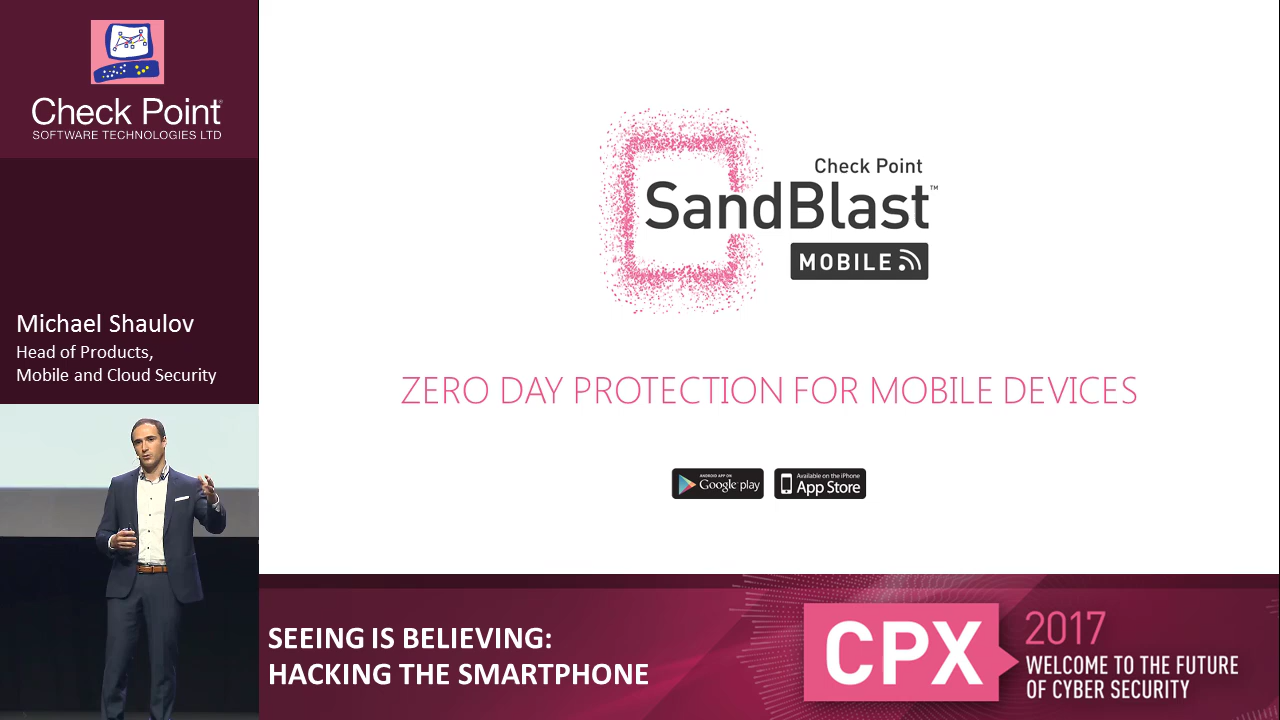 Check Point
SOFTWARE TECHNOLOGIES LTD
Michael Shaulov
Head of Products,
Mobile and Cloud Security
Check Point
SandBlast™
MOBILE
ZERO DAY PROTECTION FOR MOBILE DEVICES
ANDROID APP ON
Google play
Available on the iPhone
App Store
SEEING IS BELIEVING:
HACKING THE SMARTPHONE
CPX
2017
WELCOME TO THE FUTURE
OF CYBER SECURITY